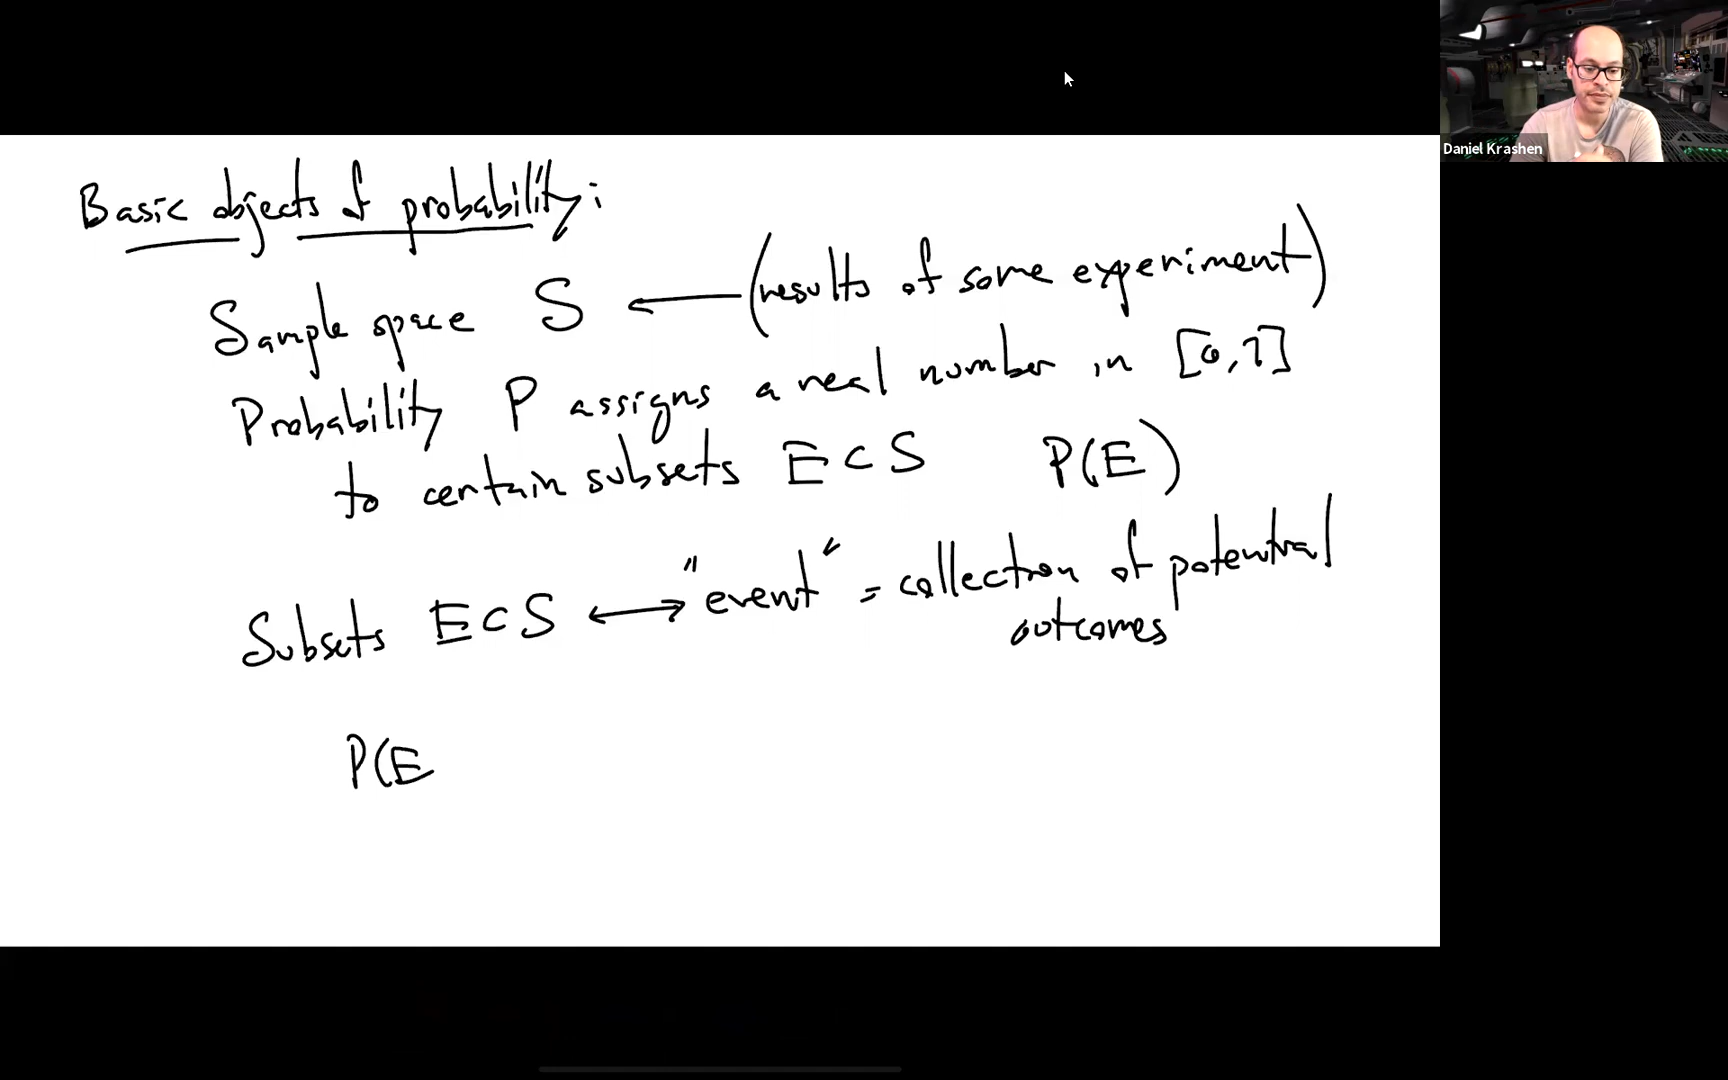 Basic objects of probability:
Sample space S ← (results of some experiment)
Probability P assigns a real number in [0,1]
to certain subsets E ⊂ S P(E)
Subsets E ⊂ S ↔ "event" = collection of potential
outcomes
P(E
Daniel Krashen